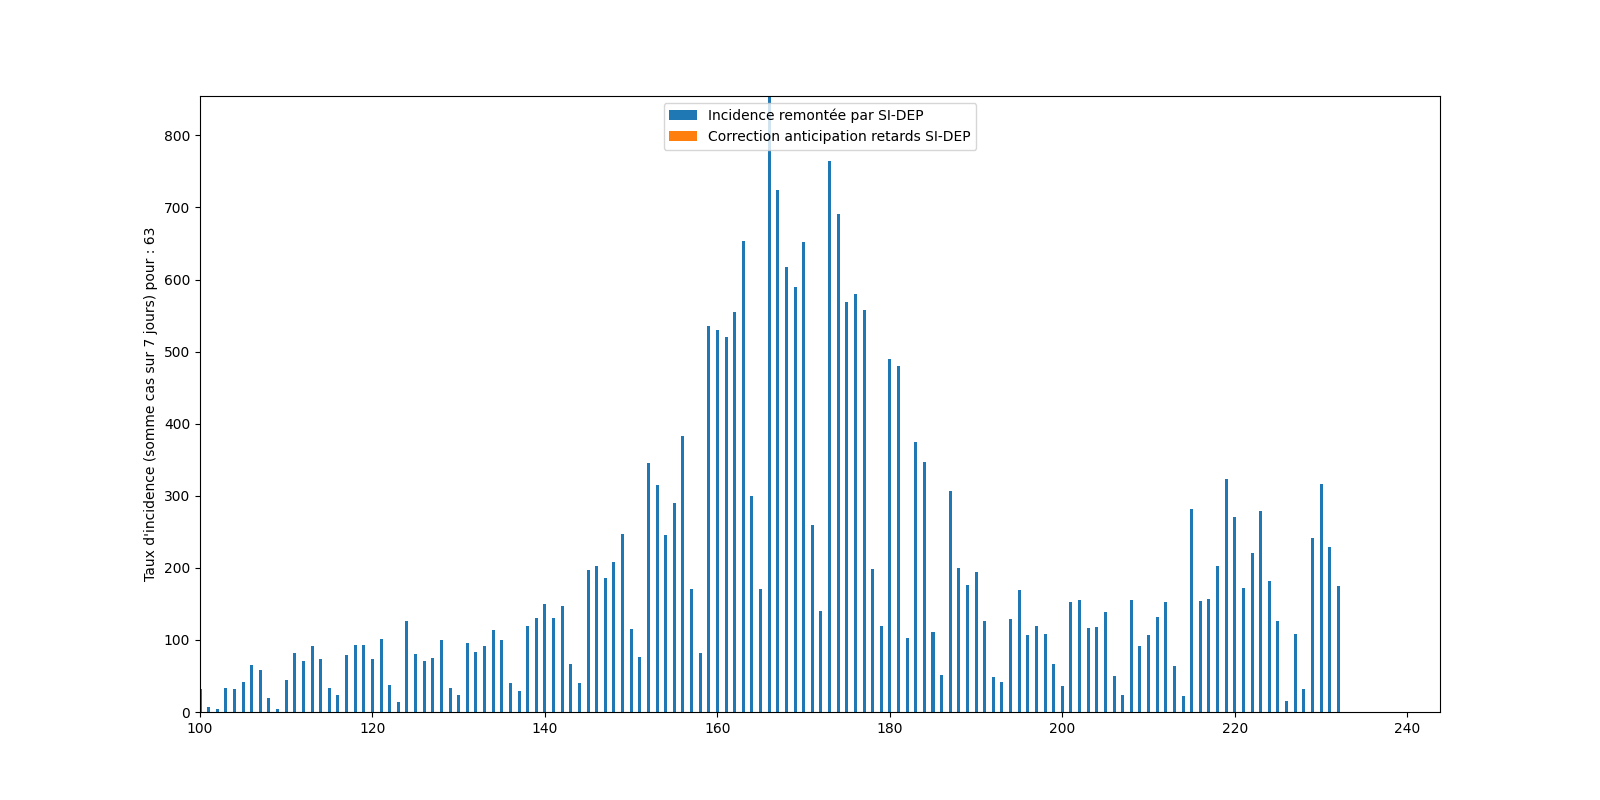 Incidence remontée par SI-DEP
Correction anticipation retards SI-DEP
Taux d'incidence (somme cas sur 7 jours) pour : 63
800
700
600
500
400
300
200
100
0
100 120 140 160 180 200 220 240